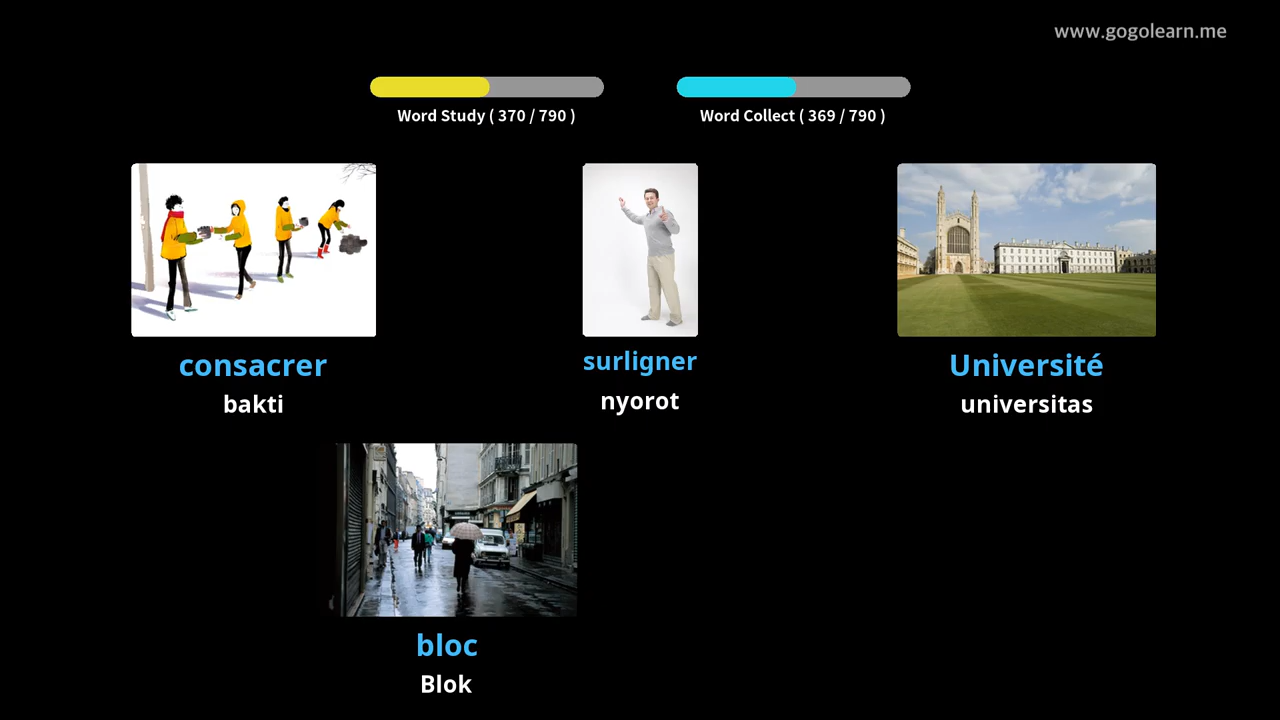 www.gogolearn.me
Word Study ( 370 / 790 )
Word Collect ( 369 / 790 )
consacrer
bakti
surligner
nyorot
Université
universitas
bloc
Blok